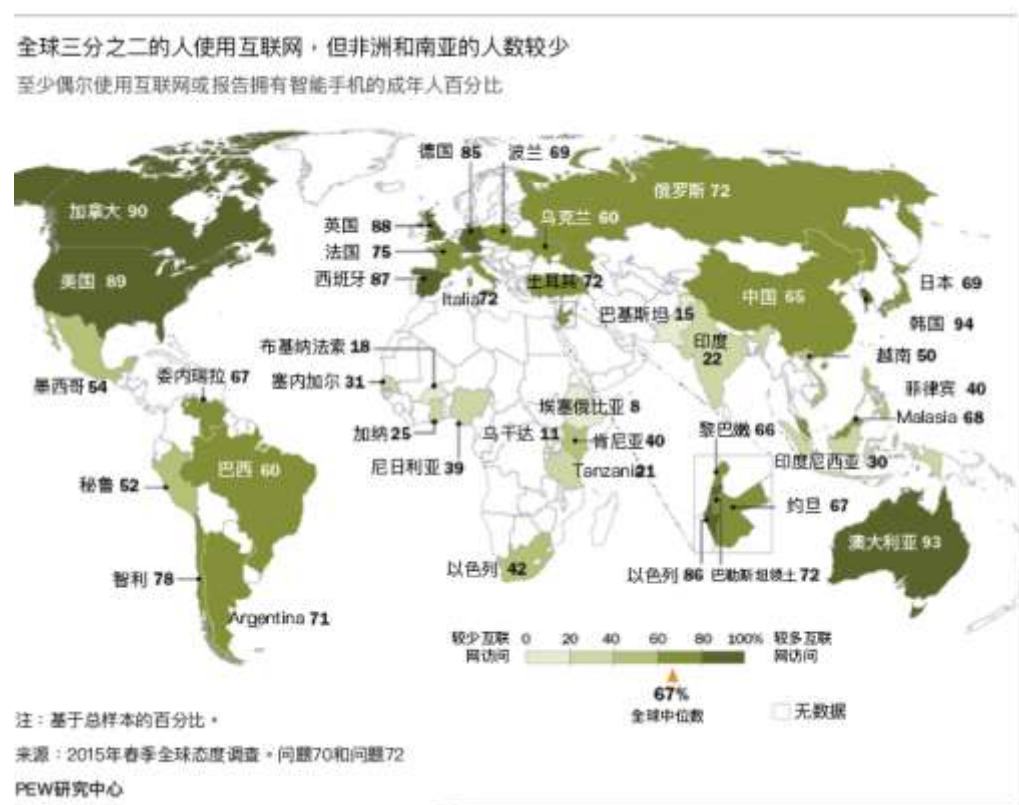 全球三分之二的人使用互联网，但非洲和南亚的人数较少
至少偶尔使用互联网或报告拥有智能手机的成年人百分比
德国 85
波兰 69
俄罗斯 72
加拿大 90
乌克兰 60
英国 88
法国 75
美国 89
西班牙 87
土耳其 72
日本 69
Italia72
中国 65
巴基斯坦 15
韩国 94
印度
22
布基纳法索 18
越南 50
委内瑞拉 67
塞内加尔 31
墨西哥 54
菲律宾 40
埃塞俄比亚 8
Malasia 68
加纳 25
乌干达 11
肯尼亚40
黎巴嫩 66
尼日利亚 39
Tanzania21
印度尼西亚 30
巴西 60
秘鲁 52
约旦 67
澳大利亚 93
以色列 42
以色列 86
巴勒斯坦领土 72
智利 78
Argentina 71
较少互联
网访问
0 20 40 60 80 100%
较多互联
网访问
67%
全球中位数
无数据
注：基于总样本的百分比。
来源：2015年春季全球态度调查。问题70和问题72
PEW研究中心